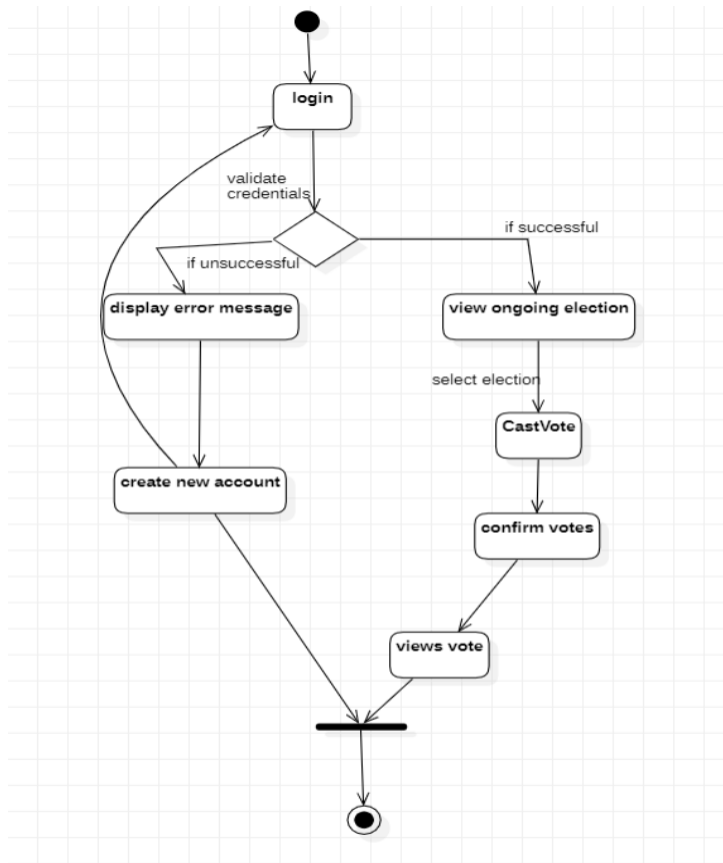 login
validate
credentials
if successful
if unsuccessful
display error message
view ongoing election
select election
CastVote
create new account
confirm votes
views vote